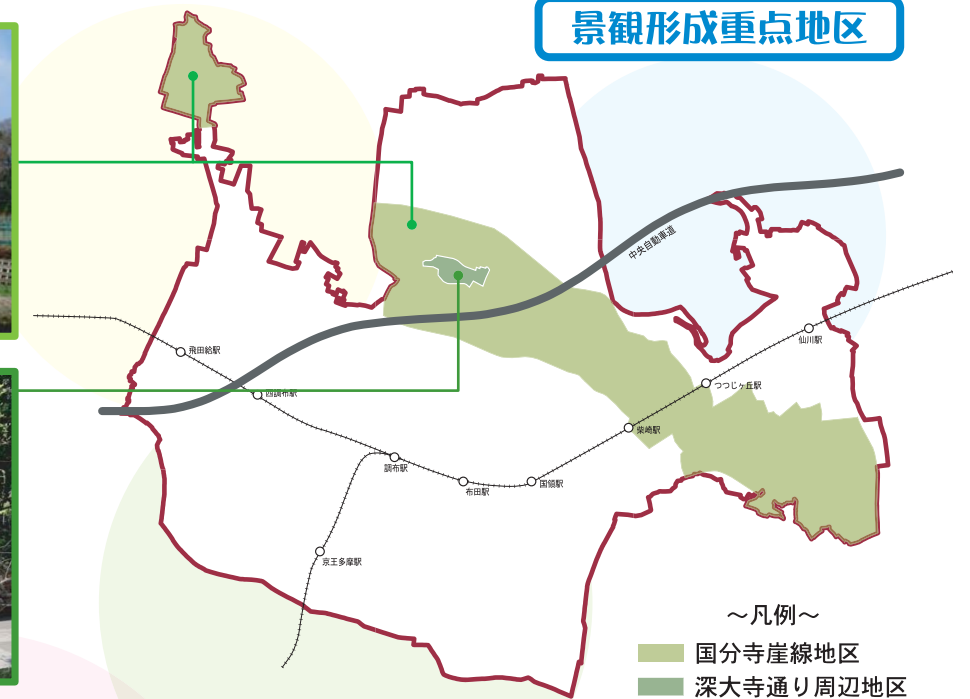 景観形成重点地区
中央自動車道
仙川駅
飛田給駅
つつじヶ丘駅
西調布駅
柴崎駅
調布駅
布田駅
国領駅
京王多摩駅
～凡例～
国分寺崖線地区
深大寺通り周辺地区